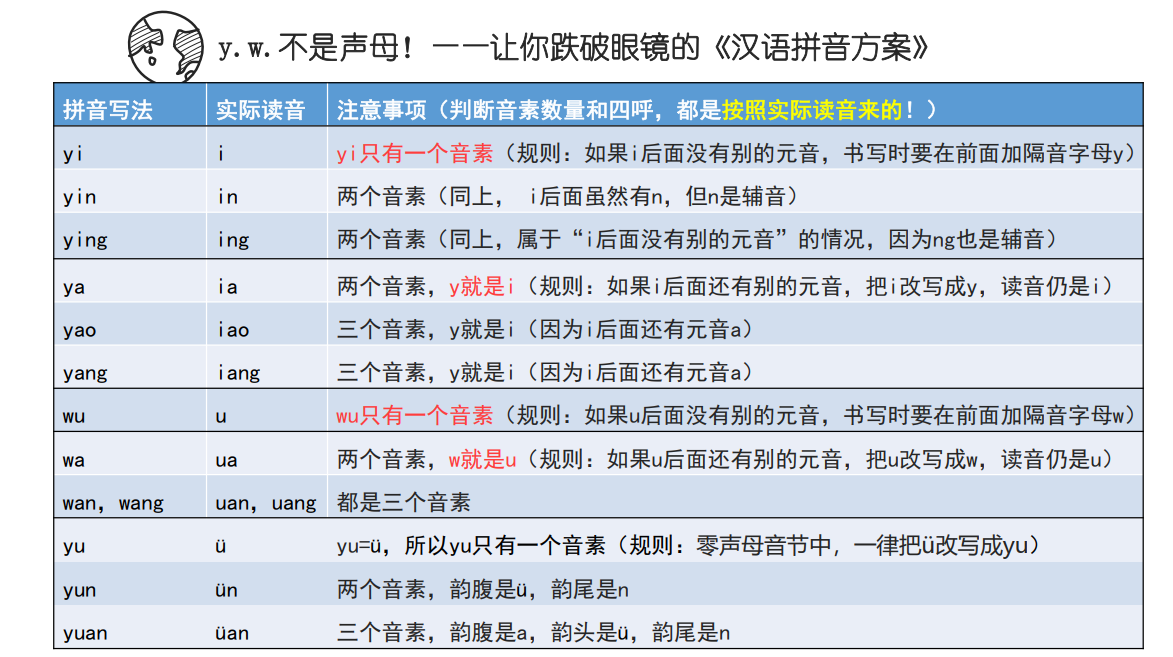 y.w.不是声母！——让你跌破眼镜的《汉语拼音方案》
拼音写法 实际读音 注意事项（判断音素数量和四呼，都是按照实际读音来的！）
yi i yi只有一个音素（规则：如果i后面没有别的元音，书写时要在前面加隔音字母y）
yin in 两个音素（同上， i后面虽然有n，但n是辅音）
ying ing 两个音素（同上，属于“i后面没有别的元音”的情况，因为ng也是辅音）
ya ia 两个音素，y就是i（规则：如果i后面还有别的元音，把i改写成y，读音仍是i）
yao iao 三个音素，y就是i（因为i后面还有元音a）
yang iang 三个音素，y就是i（因为i后面还有元音a）
wu u wu只有一个音素（规则：如果u后面没有别的元音，书写时要在前面加隔音字母w）
wa ua 两个音素，w就是u（规则：如果u后面还有别的元音，把u改写成w，读音仍是u）
wan，wang uan，uang 都是三个音素
yu ü yu=ü，所以yu只有一个音素（规则：零声母音节中，一律把ü改写成yu）
yun ün 两个音素，韵腹是ü，韵尾是n
yuan üan 三个音素，韵腹是a，韵头是ü，韵尾是n